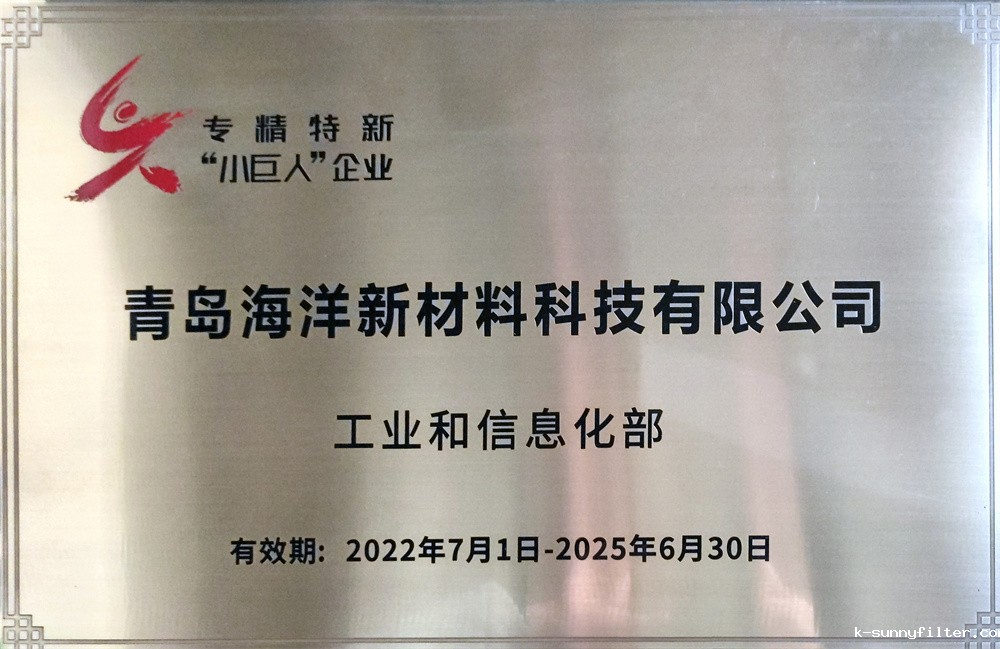 专精特新
“小巨人”企业
青岛海洋新材料科技有限公司
工业和信息化部
有效期：2022年7月1日-2025年6月30日
k-sunnyfilter.com